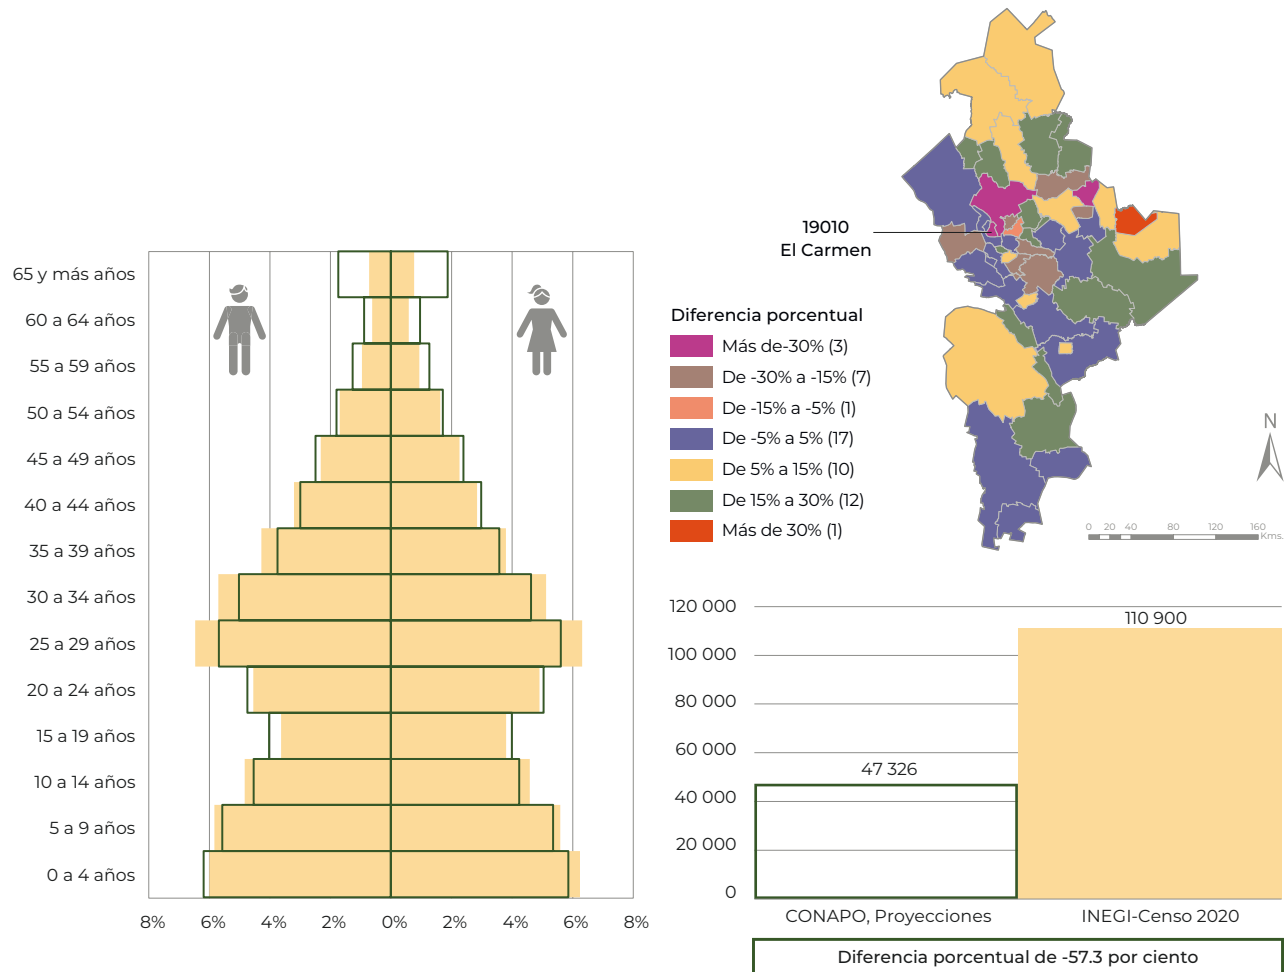 19010
El Carmen
65 y más años
60 a 64 años
55 a 59 años
50 a 54 años
45 a 49 años
40 a 44 años
35 a 39 años
30 a 34 años
25 a 29 años
20 a 24 años
15 a 19 años
10 a 14 años
5 a 9 años
0 a 4 años
8% 6% 4% 2% 0% 2% 4% 6% 8%
Diferencia porcentual
Más de-30% (3)
De -30% a -15% (7)
De -15% a -5% (1)
De -5% a 5% (17)
De 5% a 15% (10)
De 15% a 30% (12)
Más de 30% (1)
N
0 20 40 80 120 160
Kms.
120 000
100 000
80 000
60 000
40 000
20 000
0
110 900
47 326
CONAPO, Proyecciones INEGI-Censo 2020
Diferencia porcentual de -57.3 por ciento